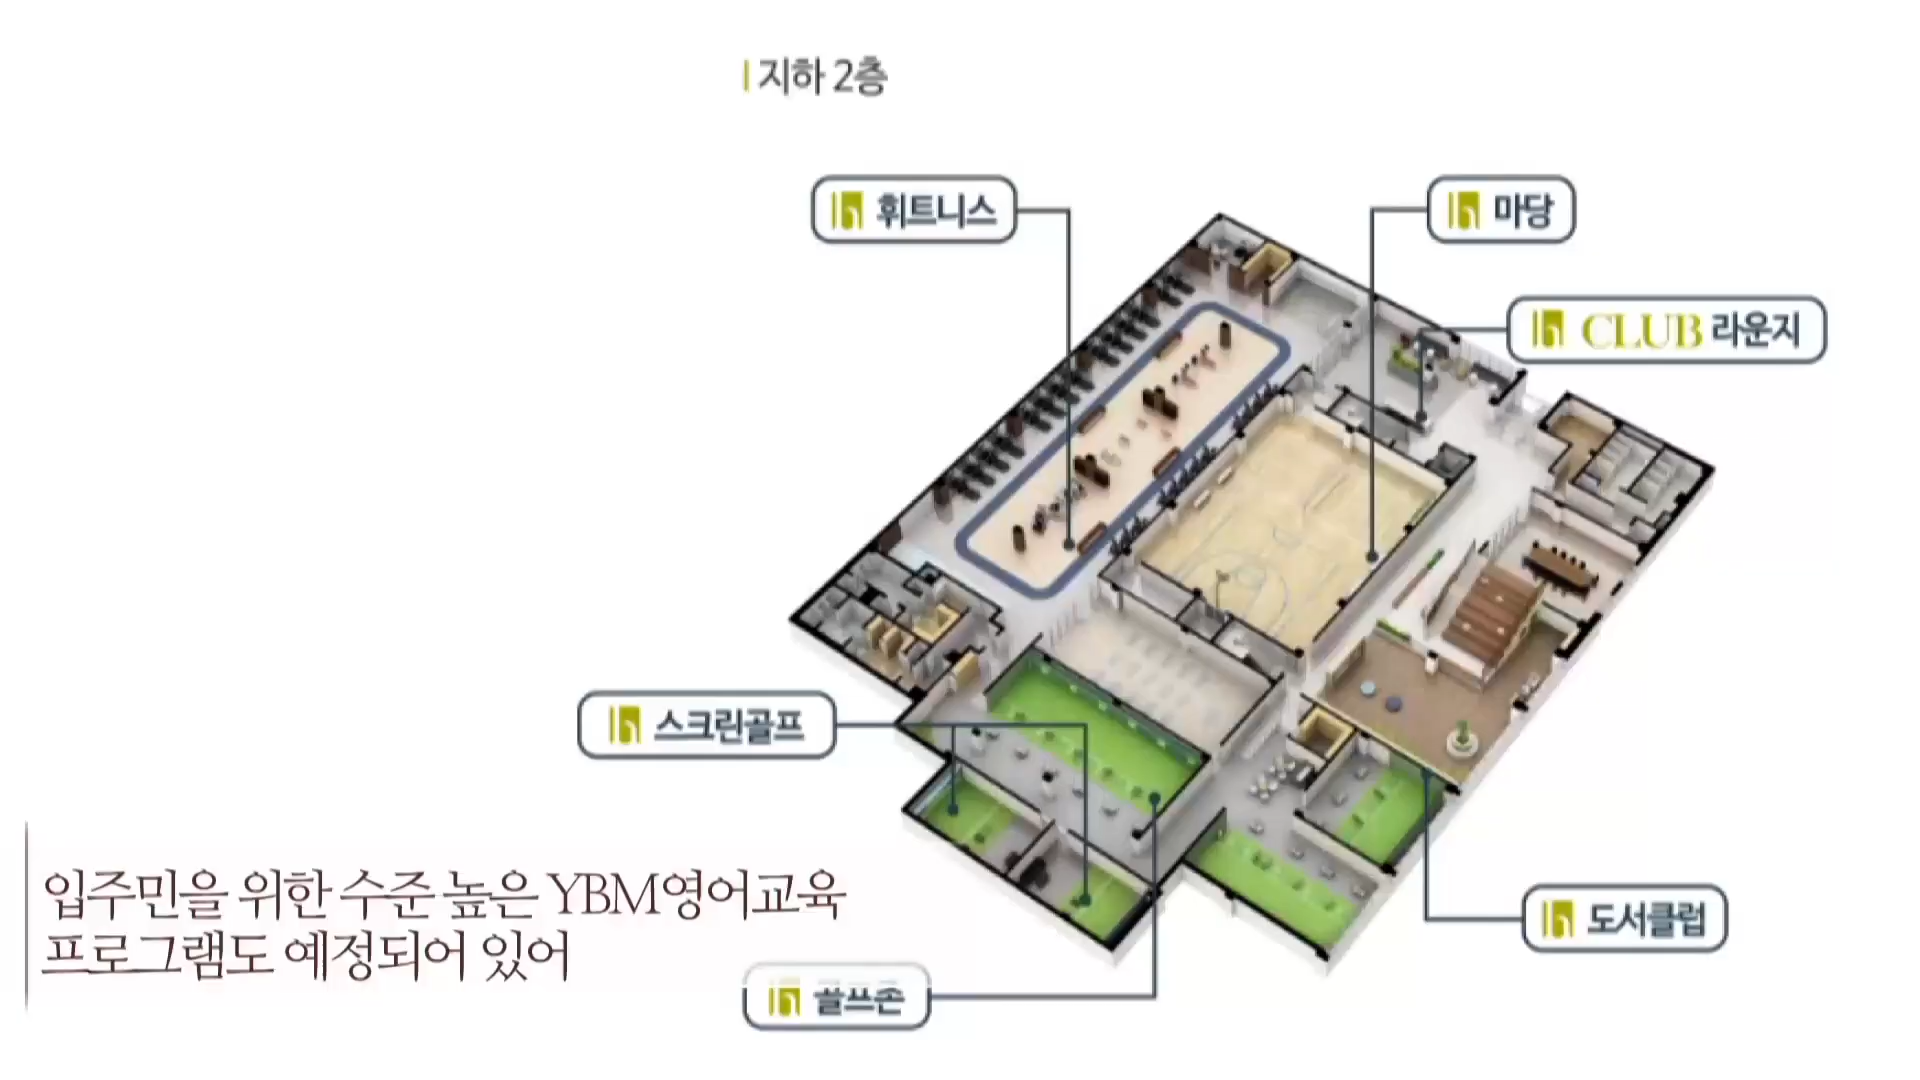 지하 2층
휘트니스
마당
CLUB 라운지
스크린골프
입주민을 위한 수준 높은 YBM영어교육
프로그램도 예정되어 있어
도서클럽
골프존